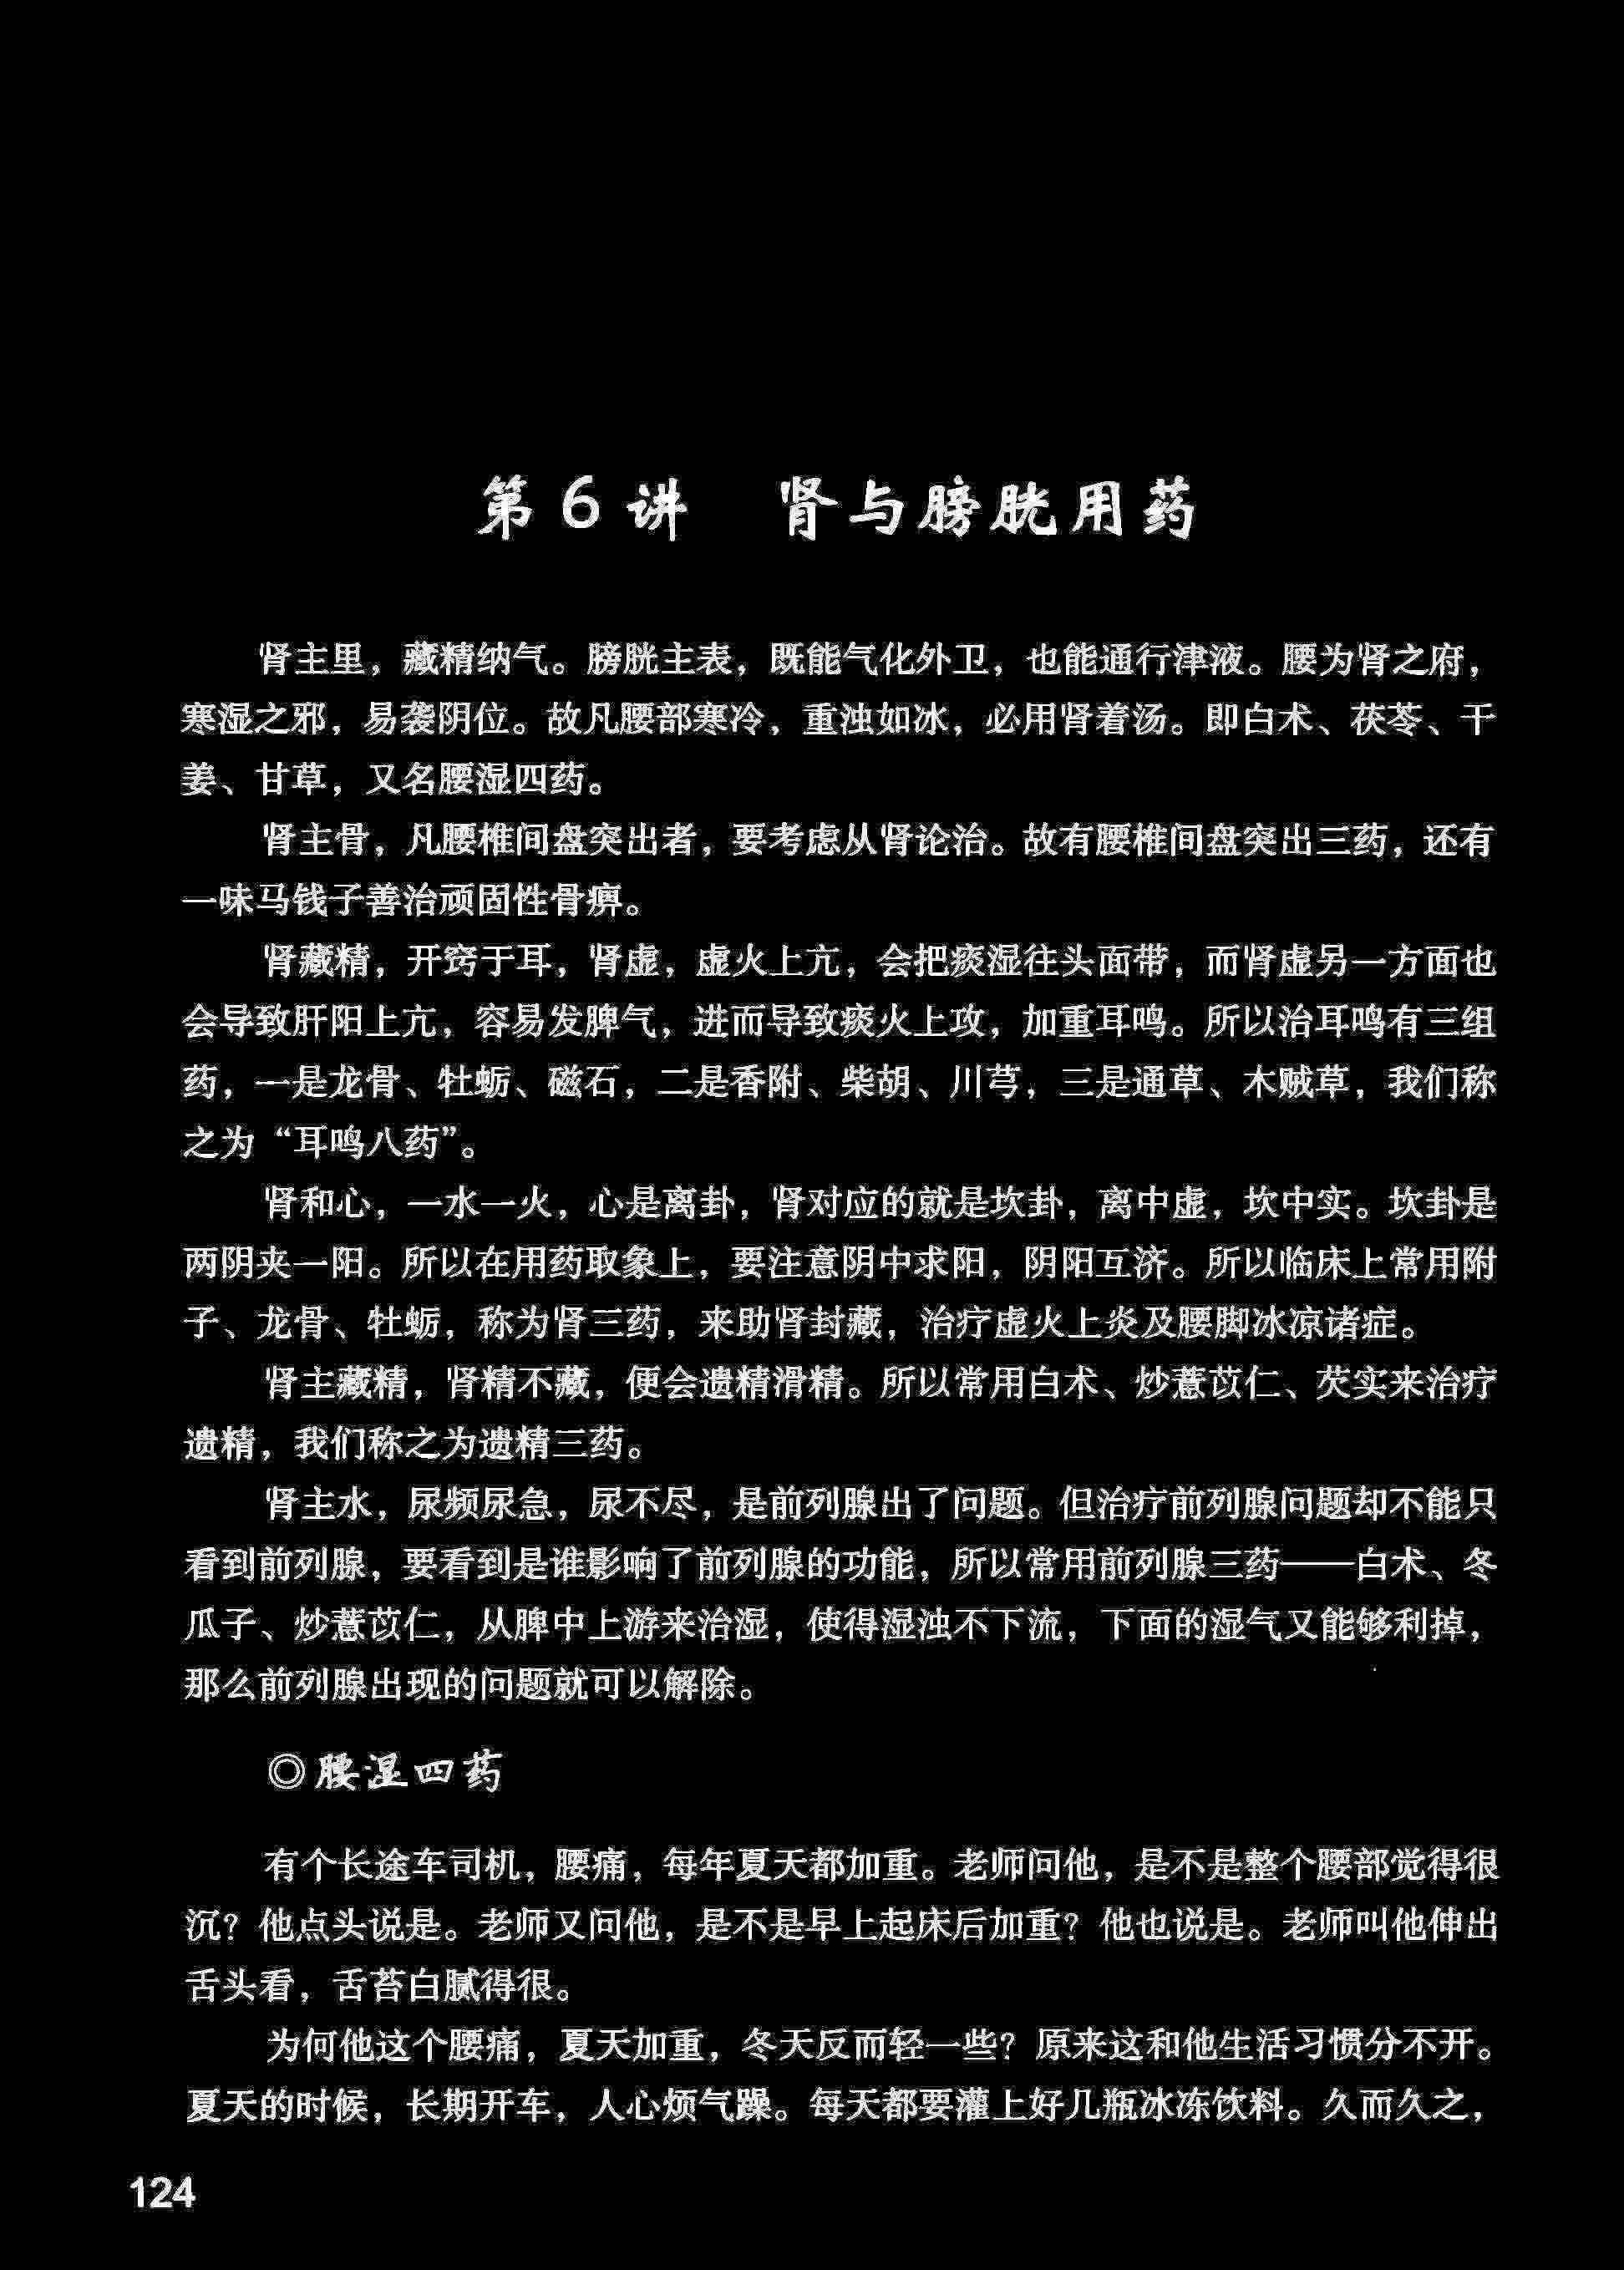 第6讲 肾与膀胱用药
肾主里，藏精纳气。膀胱主表，既能气化外卫，也能通行津液。腰为肾之府，
寒湿之邪，易袭阴位。故凡腰部寒冷，重浊如冰，必用肾着汤。即白术、茯苓、干
姜、甘草，又名腰湿四药。
肾主骨，凡腰椎间盘突出者，要考虑从肾论治。故有腰椎间盘突出三药，还有
一味马钱子善治顽固性骨痹。
肾藏精，开窍于耳，肾虚，虚火上亢，会把痰湿往头面带，而肾虚另一方面也
会导致肝阳上亢，容易发脾气，进而导致痰火上攻，加重耳鸣。所以治耳鸣有三组
药，一是龙骨、牡蛎、磁石，二是香附、柴胡、川芎，三是通草、木贼草，我们称
之为“耳鸣八药”。
肾和心，一水一火，心是离卦，肾对应的就是坎卦，离中虚，坎中实。坎卦是
两阴夹一阳。所以在用药取象上，要注意阴中求阳，阴阳互济。所以临床上常用附
子、龙骨、牡蛎，称为肾三药，来助肾封藏，治疗虚火上炎及腰脚冰凉诸症。
肾主藏精，肾精不藏，便会遗精滑精。所以常用白术、炒薏苡仁、芡实来治疗
遗精，我们称之为遗精三药。
肾主水，尿频尿急，尿不尽，是前列腺出了问题。但治疗前列腺问题却不能只
看到前列腺，要看到是谁影响了前列腺的功能，所以常用前列腺三药——白术、冬
瓜子、炒薏苡仁，从脾中上游来治湿，使得湿浊不下流，下面的湿气又能够利掉，
那么前列腺出现的问题就可以解除。
◎腰湿四药
有个长途车司机，腰痛，每年夏天都加重。老师问他，是不是整个腰部觉得很
沉？他点头说是。老师又问他，是不是早上起床后加重？他也说是。老师叫他伸出
舌头看，舌苔白腻得很。
为何他这个腰痛，夏天加重，冬天反而轻一些？原来这和他生活习惯分不开。
夏天的时候，长期开车，人心烦气躁。每天都要灌上好几瓶冰冻饮料。久而久之，
124